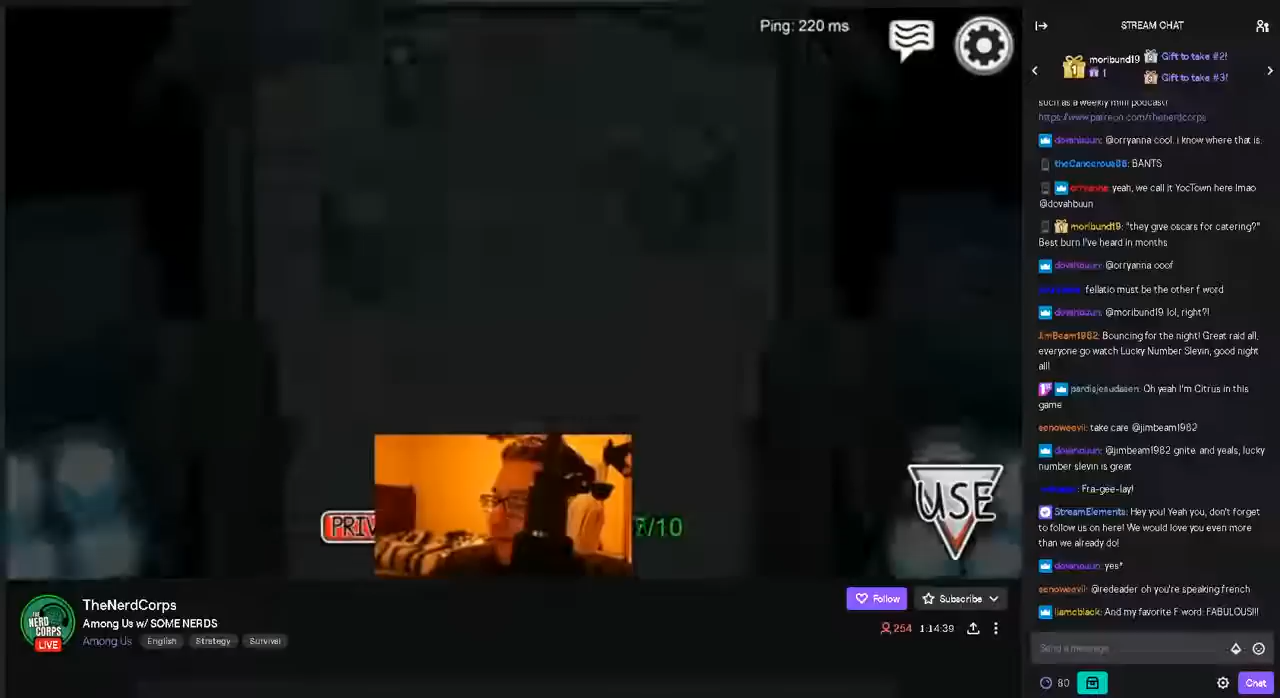 Ping: 220 ms
STREAM CHAT
moribund19
1
Gift to take #2!
Gift to take #3!
such as a weekly mini podcast!
https://www.patreon.com/thenerdcorps
dovahbuun: @orryanna cool. i know where that is.
theCancerous86: BANTS
orryanna: yeah, we call it YocTown here lmao
@dovahbuun
moribund19: "they give oscars for catering?"
Best burn I've heard in months
dovahbuun: @orryanna ooof
fellatio must be the other f word
dovahbuun: @moribund19 lol, right?!
JimBeam1982: Bouncing for the night! Great raid all,
everyone go watch Lucky Number Slevin, good night
all!
Oh yeah I'm Citrus in this
game
take care @jimbeam1982
dovahbuun: @jimbeam1982 gnite. and yeals, lucky
number slevin is great
: Fra-gee-lay!
StreamElements: Hey you! Yeah you, don't forget
to follow us on here! We would love you even more
than we already do!
dovahbuun: yes*
@redeader oh you're speaking french
liamcblack: And my favorite F word: FABULOUS!!!
Send a message
80
Chat
USE
PRIV
7/10
TheNerdCorps
Among Us w/ SOME NERDS
Among Us English Strategy Survival
THE NERD CORPS
LIVE
Follow
Subscribe
254 1:14:39